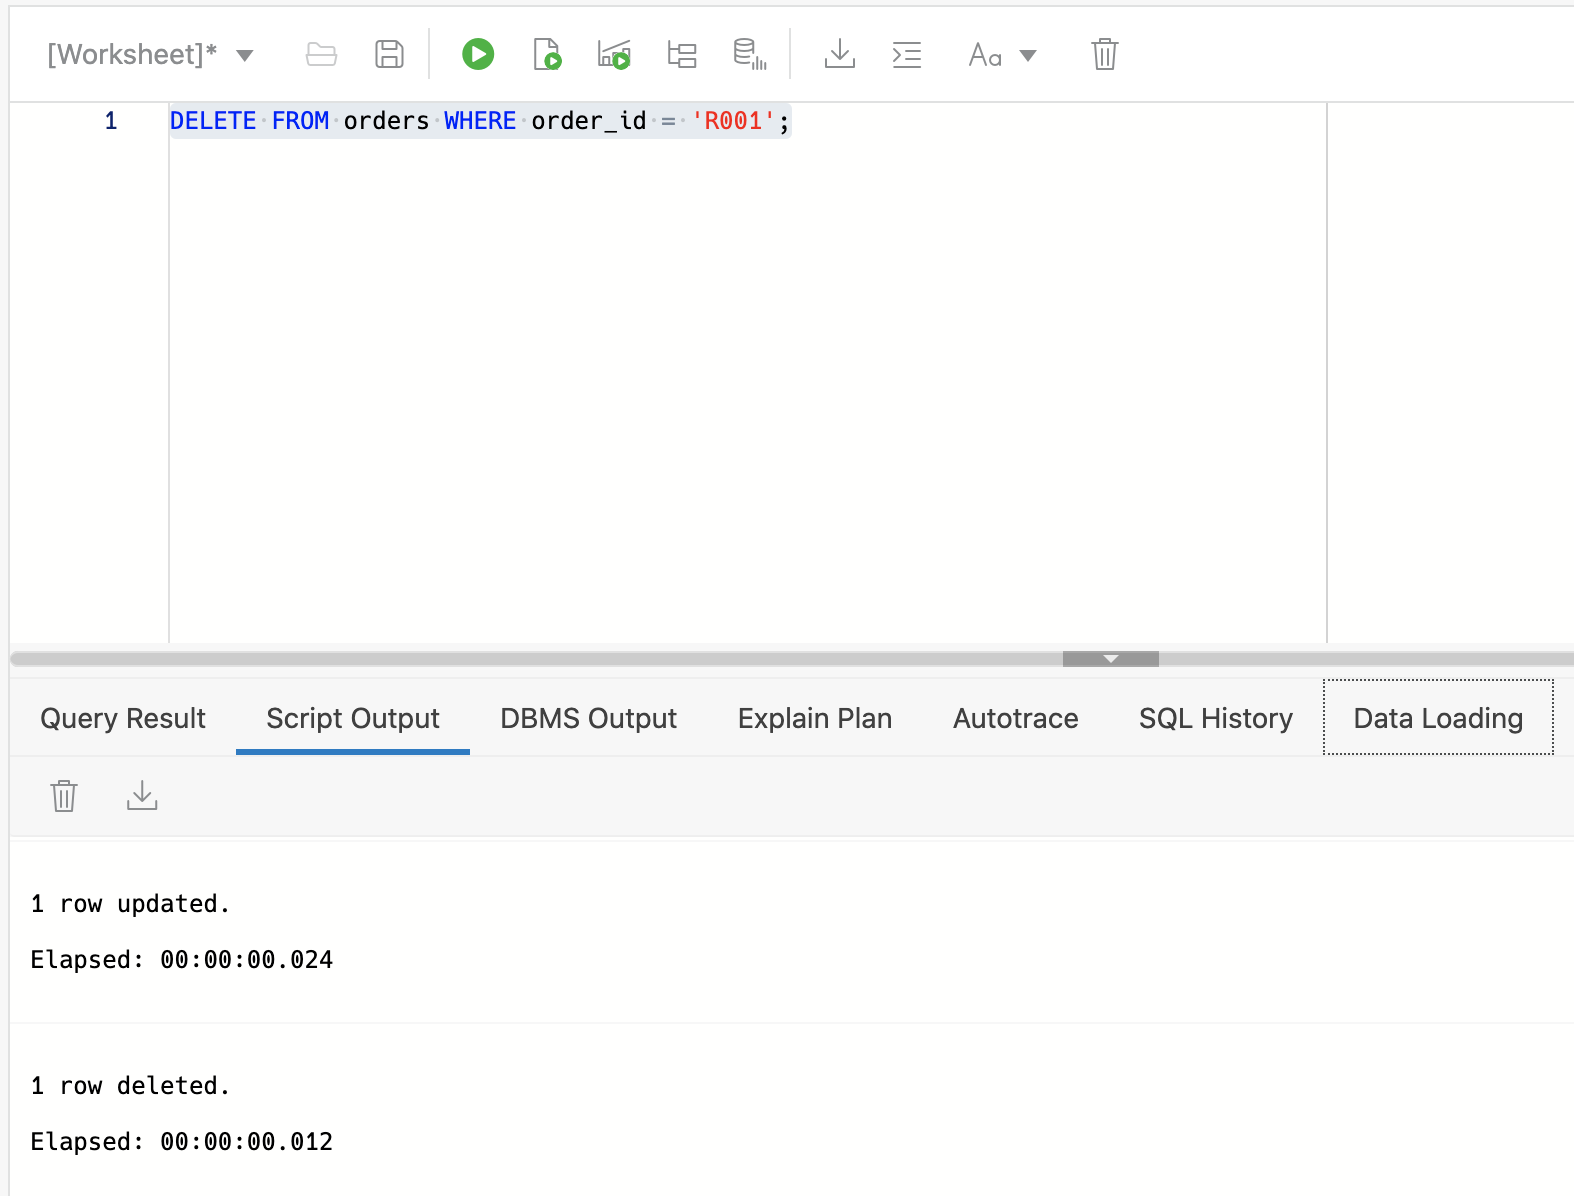 [Worksheet]*
Aa
1 DELETE FROM orders WHERE order_id = 'R001';
Query Result Script Output DBMS Output Explain Plan Autotrace SQL History Data Loading
1 row updated.
Elapsed: 00:00:00.024
1 row deleted.
Elapsed: 00:00:00.012